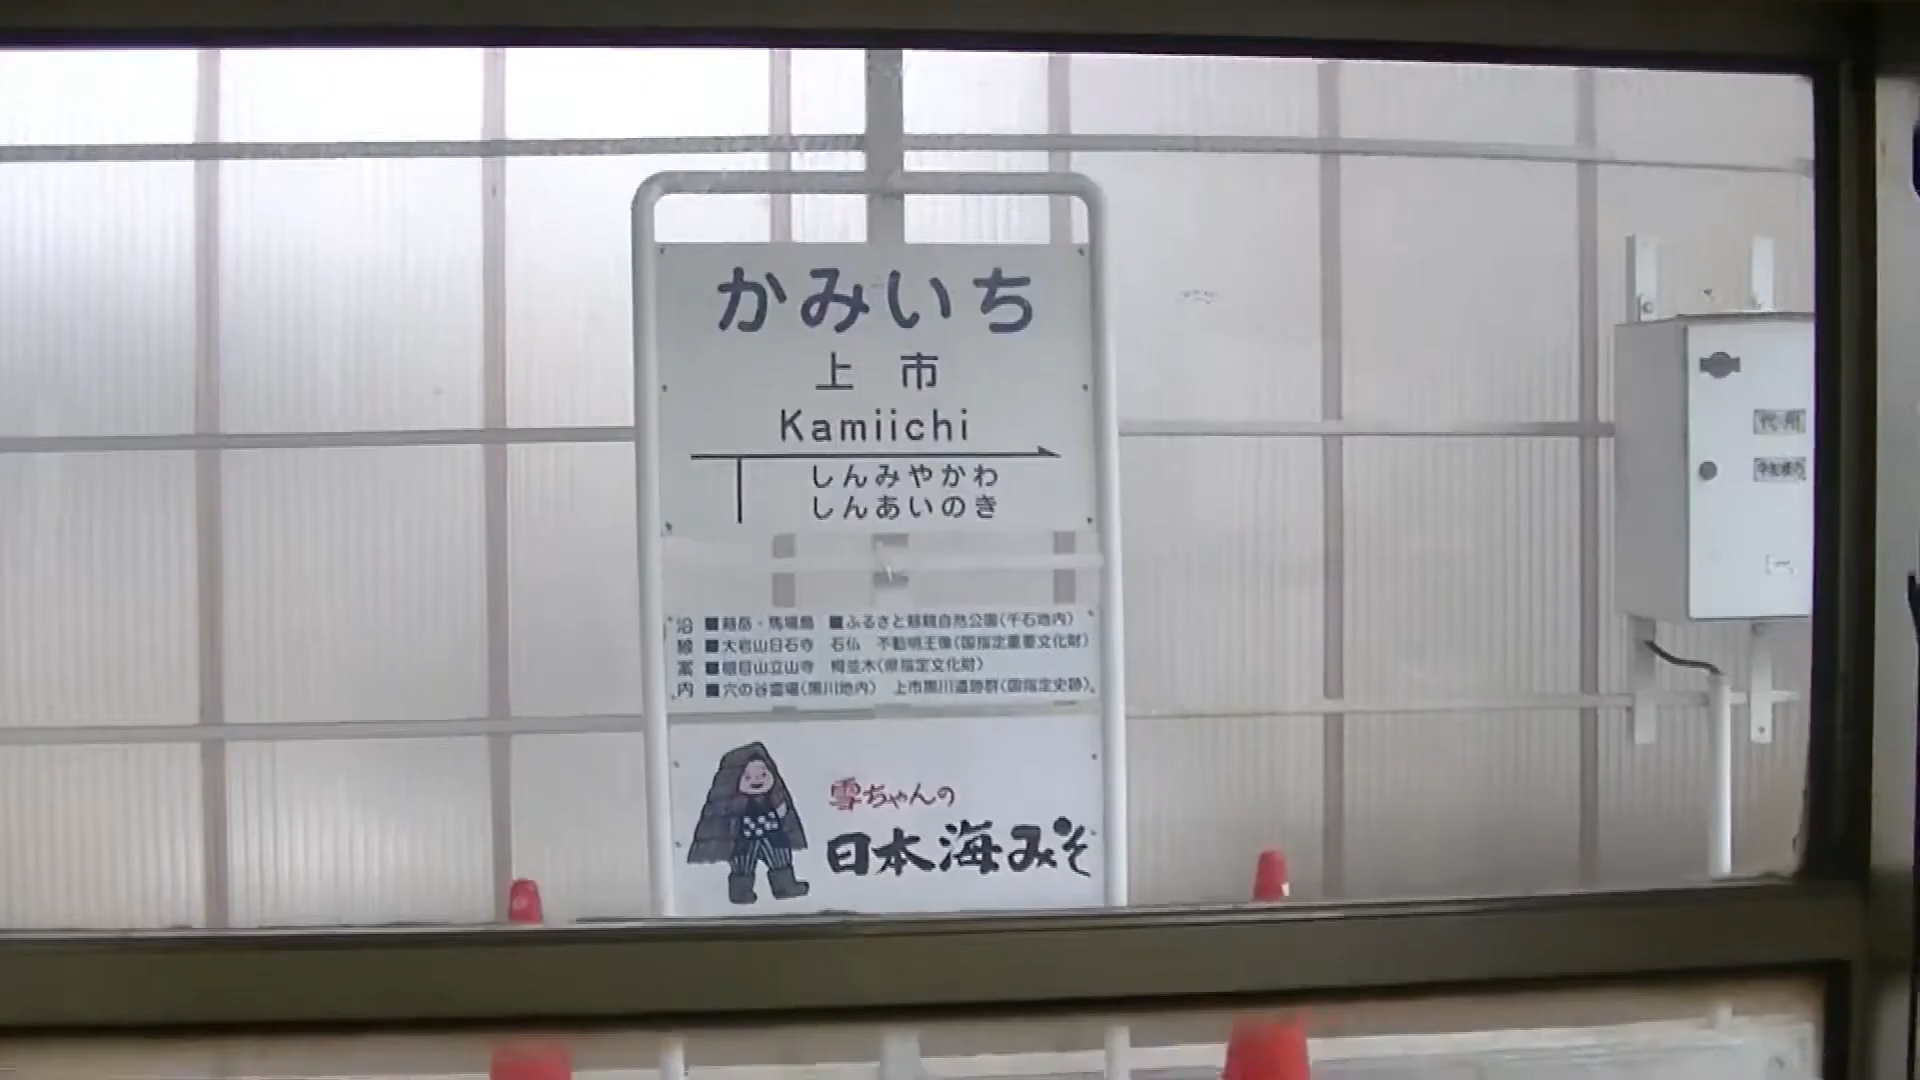 かみいち
上市
Kamiichi
しんみやかわ
しんあいのき
沿線案内
■剱岳・馬場島 ■ふるさと剱親自然公園(千石地内)
■大岩山日石寺 石仏 不動明王像(国指定重要文化財)
■眼目山立山寺 栂並木(県指定文化財)
■穴の谷霊場(黒川地内) 上市黒川遺跡群(国指定史跡)
雪ちゃんの
日本海みそ
代用